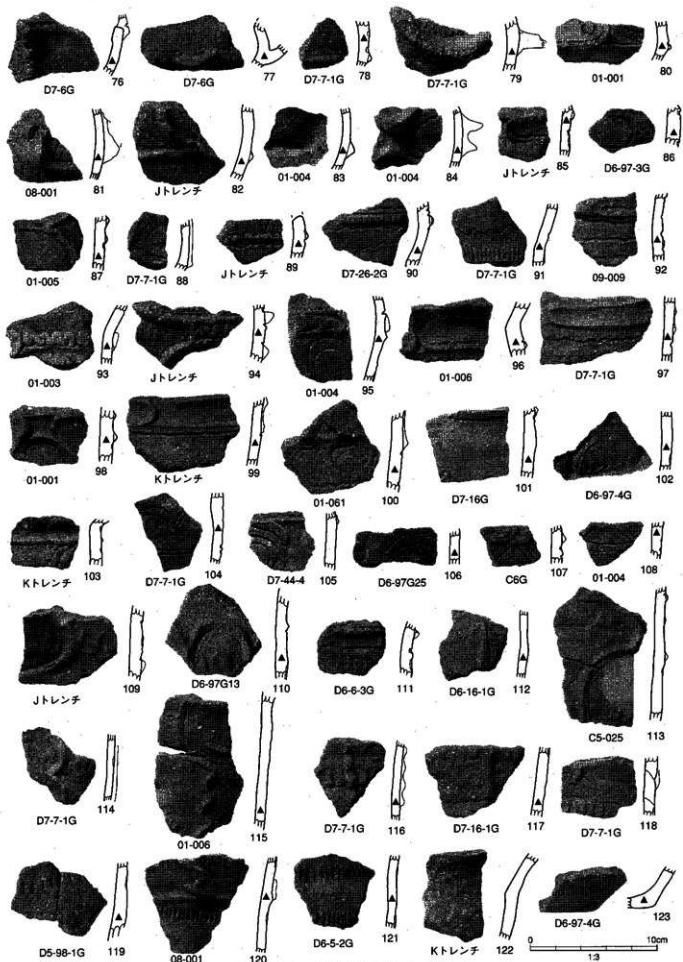 D7-6G 76 D7-6G 77 D7-7-1G 78 D7-7-1G 79 01-001 80
08-001 81 Jトレンチ 82 01-004 83 01-004 84 Jトレンチ 85 D6-97-3G 86
01-005 87 D7-7-1G 88 Jトレンチ 89 D7-26-2G 90 D7-7-1G 91 09-009 92
01-003 93 Jトレンチ 94 01-004 95 01-006 96 D7-7-1G 97
01-001 98 Kトレンチ 99 01-061 100 D7-16G 101 D6-97-4G 102
Kトレンチ 103 D7-7-1G 104 D7-44-4 105 D6-97G25 106 C6G 107 01-004 108
Jトレンチ 109 D6-97G13 110 D6-6-3G 111 D6-16-1G 112 C5-025 113
D7-7-1G 114 01-006 115 D7-7-1G 116 D7-16-1G 117 D7-7-1G 118
D5-98-1G 119 08-001 120 D6-5-2G 121 Kトレンチ 122 D6-97-4G 123
0 10cm
1:3